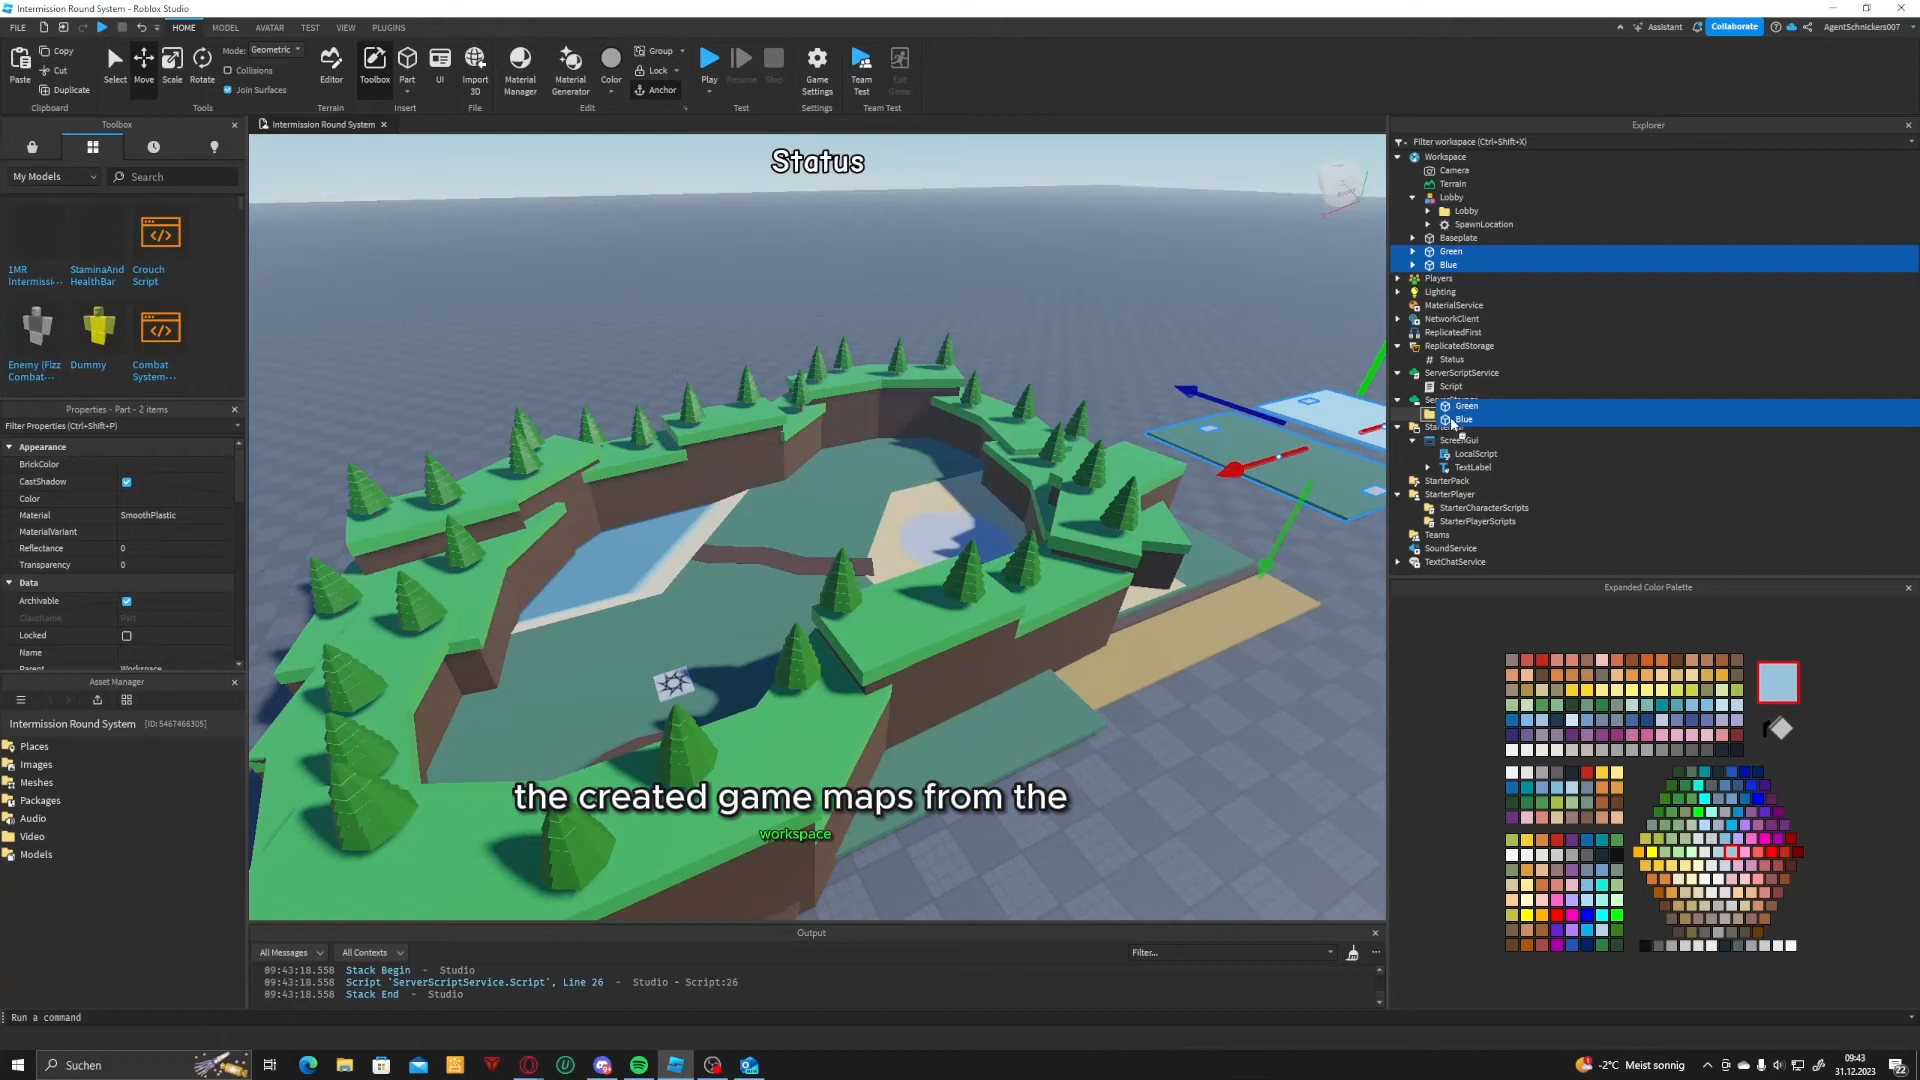 Intermission Round System - Roblox Studio
FILE
HOME
MODEL
AVATAR
TEST
VIEW
PLUGINS
Assistant
Collaborate
AgentSchnickers007
Paste
Copy
Cut
Duplicate
Clipboard
Select
Move
Scale
Rotate
Mode: Geometric
Collisions
Join Surfaces
Tools
Editor
Terrain
Toolbox
Part
UI
Insert
Import 3D
File
Material Manager
Material Generator
Color
Group
Lock
Anchor
Edit
Play
Resume
Stop
Test
Game Settings
Settings
Team Test
Exit Game
Team Test
Toolbox
My Models
Search
1MR Intermissi···
StaminaAnd HealthBar
Crouch Script
Enemy (Fizz Combat···
Dummy
Combat System···
Properties - Part - 2 items
Filter Properties (Ctrl+Shift+P)
Appearance
BrickColor
CastShadow
Color
Material SmoothPlastic
MaterialVariant
Reflectance 0
Transparency 0
Data
Archivable
ClassName Part
Locked
Name
Parent Workspace
Asset Manager
Intermission Round System [ID:5467466305]
Places
Images
Meshes
Packages
Audio
Video
Models
Run a command
Intermission Round System
Status
the created game maps from the
workspace
Output
All Messages
All Contexts
Filter...
09:43:18.558 Stack Begin - Studio
09:43:18.558 Script 'ServerScriptService.Script', Line 26 - Studio - Script:26
09:43:18.558 Stack End - Studio
Explorer
Filter workspace (Ctrl+Shift+X)
Workspace
Camera
Terrain
Lobby
Lobby
SpawnLocation
Baseplate
Green
Blue
Players
Lighting
MaterialService
NetworkClient
ReplicatedFirst
ReplicatedStorage
Status
ServerScriptService
Script
Green
Blue
ScreenGui
LocalScript
TextLabel
StarterPack
StarterPlayer
StarterCharacterScripts
StarterPlayerScripts
Teams
SoundService
TextChatService
Expanded Color Palette
Suchen
-2°C Meist sonnig
09:43
31.12.2023
22